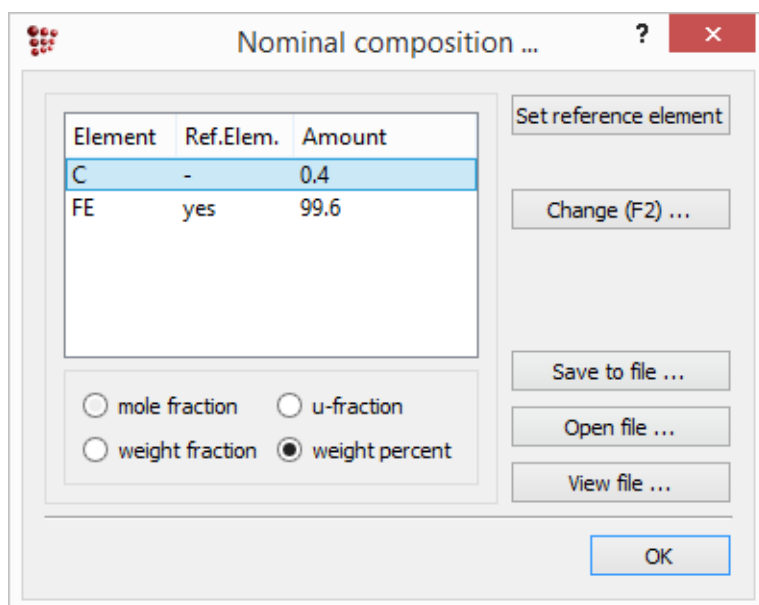 Nominal composition ...
?
Element Ref.Elem. Amount
C - 0.4
FE yes 99.6
Set reference element
Change (F2) ...
Save to file ...
Open file ...
View file ...
mole fraction u-fraction
weight fraction weight percent
OK